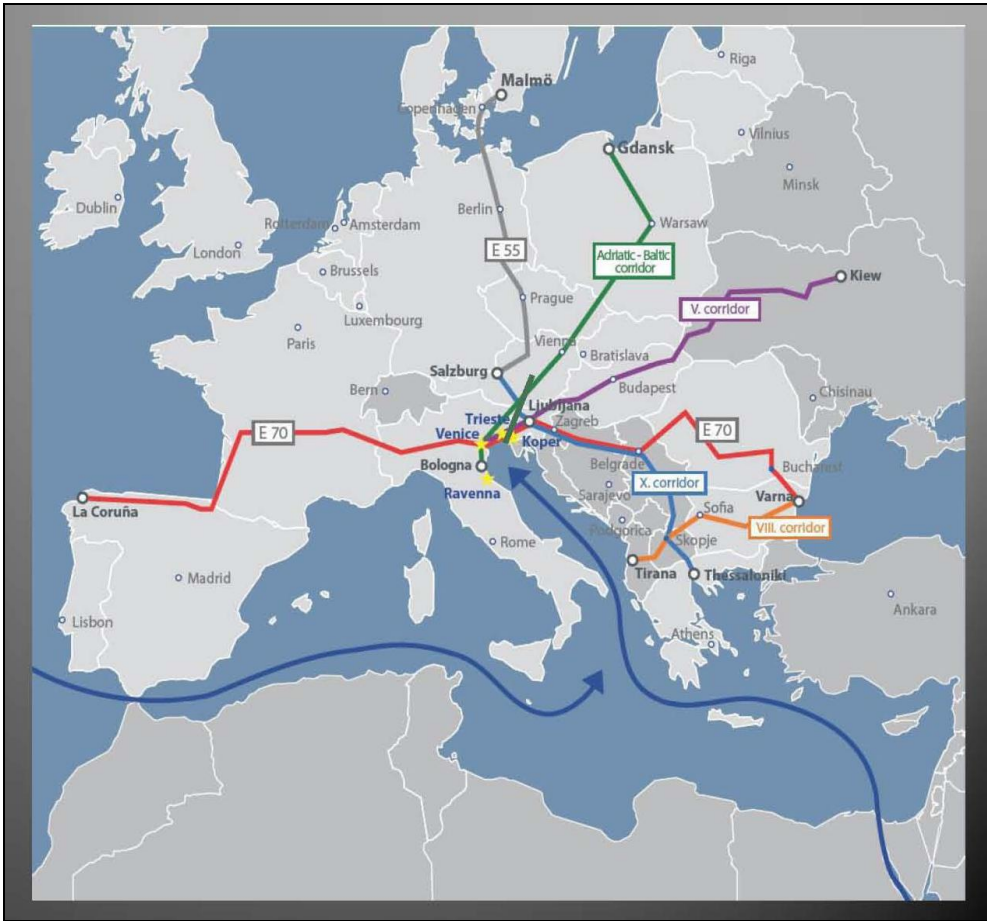 Riga
Malmö
Copenhagen
Vilnius
Gdansk
Minsk
Dublin
Berlin
Rotterdam
Amsterdam
Warsaw
London
E 55
Adriatic - Baltic
corridor
Brussels
Kiew
Prague
V. corridor
Luxembourg
Paris
Vienna
Bratislava
Salzburg
Budapest
Bern
Chisinau
Ljubljana
Trieste
Zagreb
E 70
Venice
Koper
E 70
Bologna
Belgrade
Bucharest
Ravenna
Sarajevo
X. corridor
La Coruña
Varna
Sofia
Podgorica
VIII. corridor
Rome
Skopje
Madrid
Tirana
Thessaloniki
Ankara
Lisbon
Athens